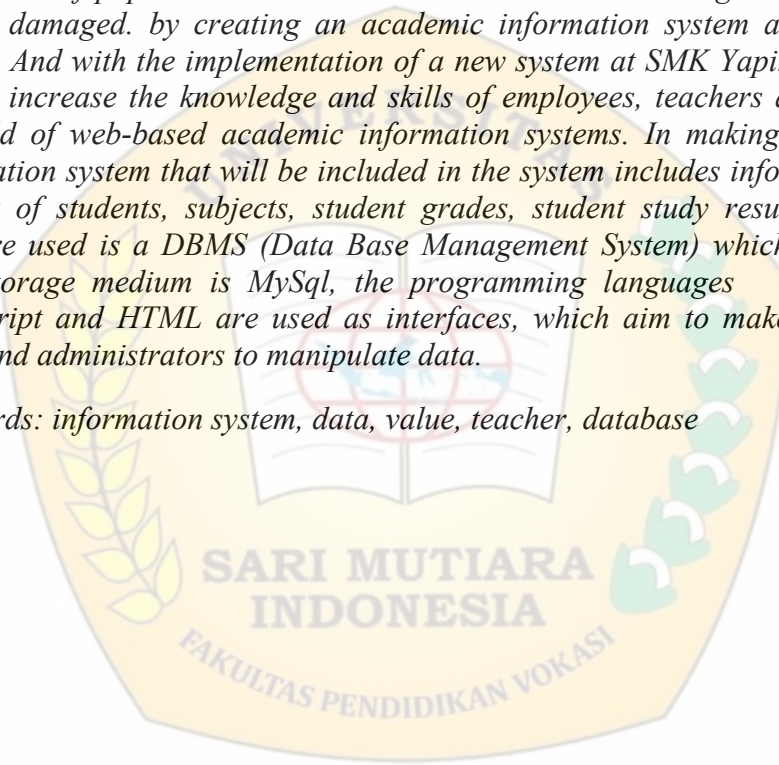 damaged. by creating an academic information system a
And with the implementation of a new system at SMK Yapi
increase the knowledge and skills of employees, teachers
d of web-based academic information systems. In making
ation system that will be included in the system includes info
of students, subjects, student grades, student study resu
re used is a DBMS (Data Base Management System) which
torage medium is MySql, the programming languages
ript and HTML are used as interfaces, which aim to make
nd administrators to manipulate data.
rds: information system, data, value, teacher, database
UNIVERSITAS
SARI MUTIARA
INDONESIA
FAKULTAS PENDIDIKAN VOKASI